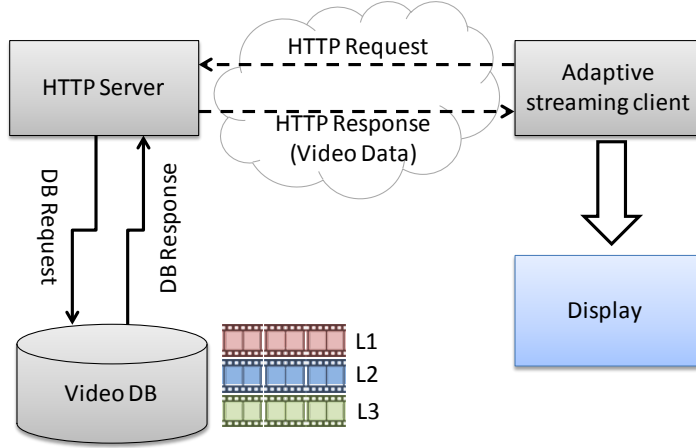 HTTP Request
HTTP Server
Adaptive
streaming client
HTTP Response
(Video Data)
DB Request
DB Response
Display
L1
L2
L3
Video DB